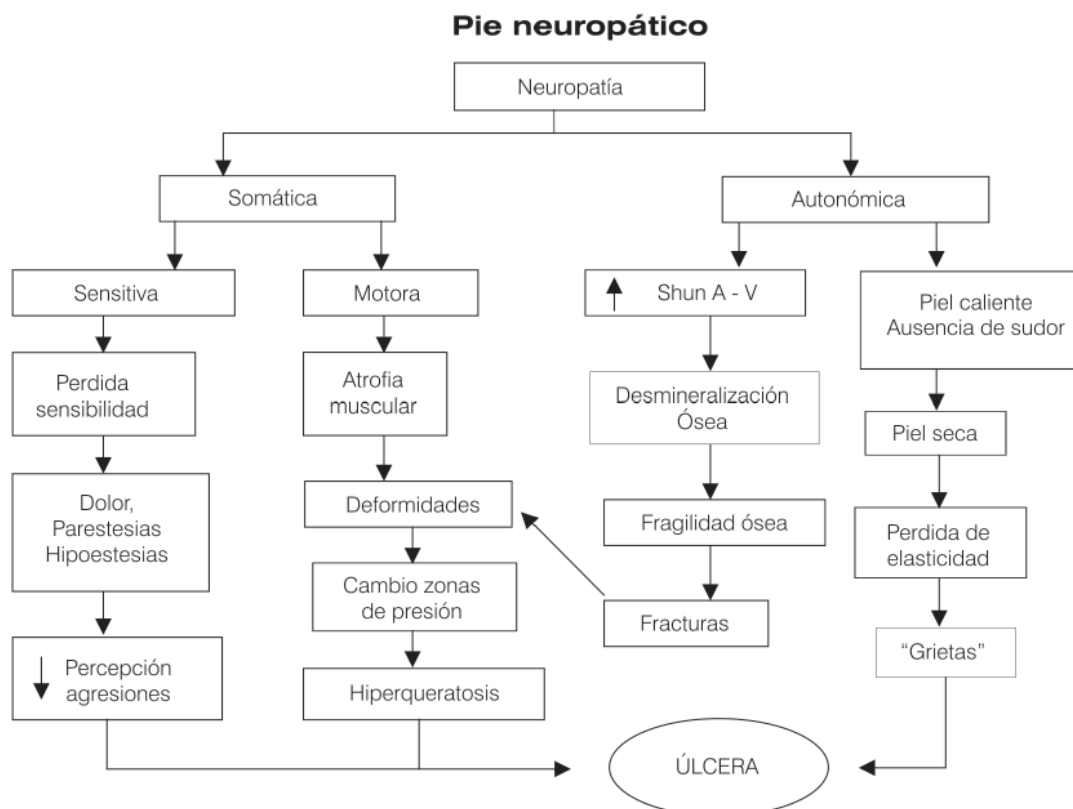 Pie neuropático
Neuropatía
Somática
Autonómica
Sensitiva
Motora
Shun A - V
Piel caliente
Ausencia de sudor
Perdida
sensibilidad
Atrofia
muscular
Desmineralización
Ósea
Piel seca
Dolor,
Parestesias
Hipoestesias
Deformidades
Fragilidad ósea
Perdida de
elasticidad
Cambio zonas
de presión
Fracturas
"Grietas"
Percepción
agresiones
Hiperqueratosis
ÚLCERA